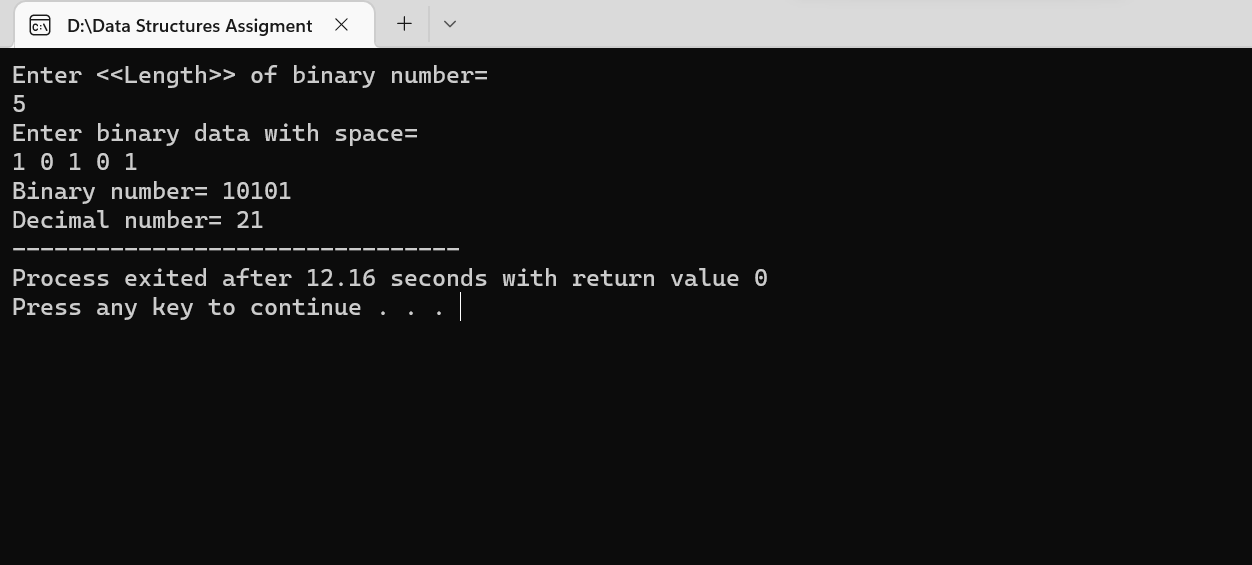 D:\Data Structures Assigment
Enter <<Length>> of binary number=
5
Enter binary data with space=
1 0 1 0 1
Binary number= 10101
Decimal number= 21
--------------------------------
Process exited after 12.16 seconds with return value 0
Press any key to continue . . .